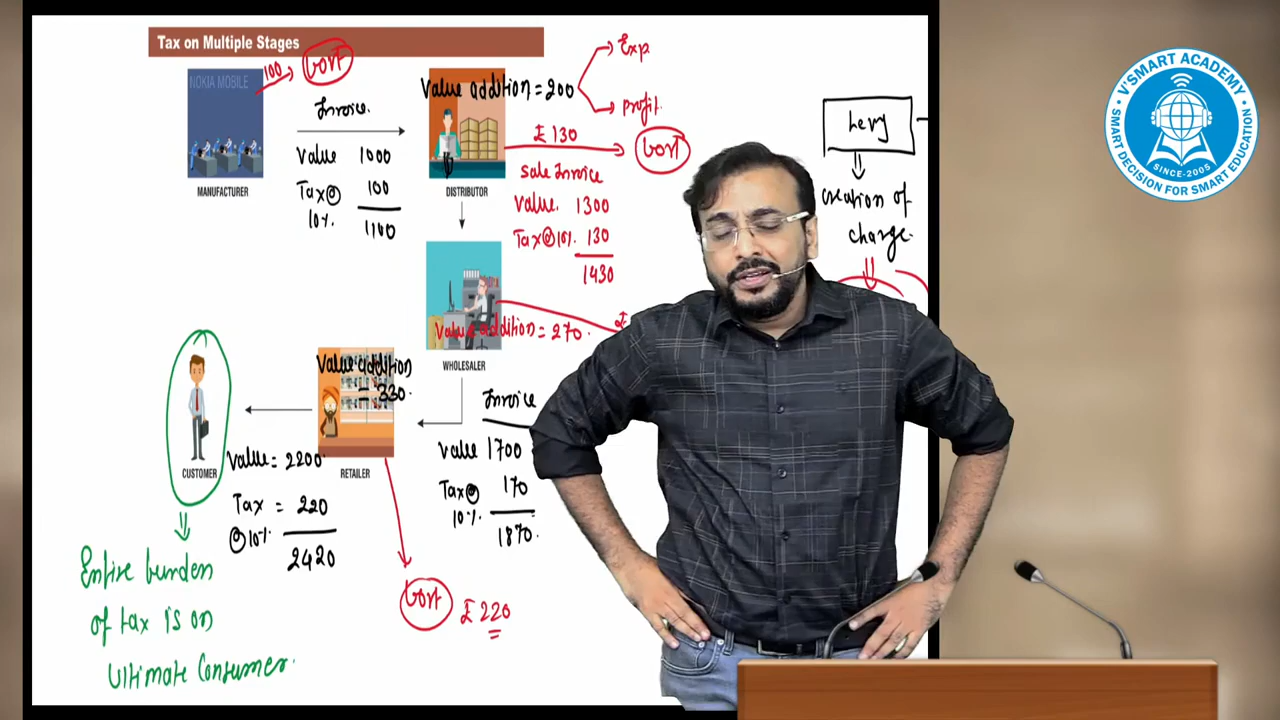 Tax on Multiple Stages
NOKIA MOBILE
100
Govt
MANUFACTURER
Invoice.
Value 1000
Tax@ 100
10%.
1100
Value addition = 200
Exp
profit.
DISTRIBUTOR
₤ 130
Govt
Sale Invoice
Value. 1300
Tax@10%. 130
1430
Levy
creation of
charge.
Value addition = 270.
₤
WHOLESALER
Value addition
= 330.
RETAILER
CUSTOMER
Invoice
Value 1700
Tax@ 170
10%.
1870.
Value = 2200.
Tax = 220
@10%.
2420
Govt ₤ 220
Entire burden
of tax is on
Ultimate Consumer.
V'SMART ACADEMY
SINCE-2005
SMART DECISION FOR SMART EDUCATION